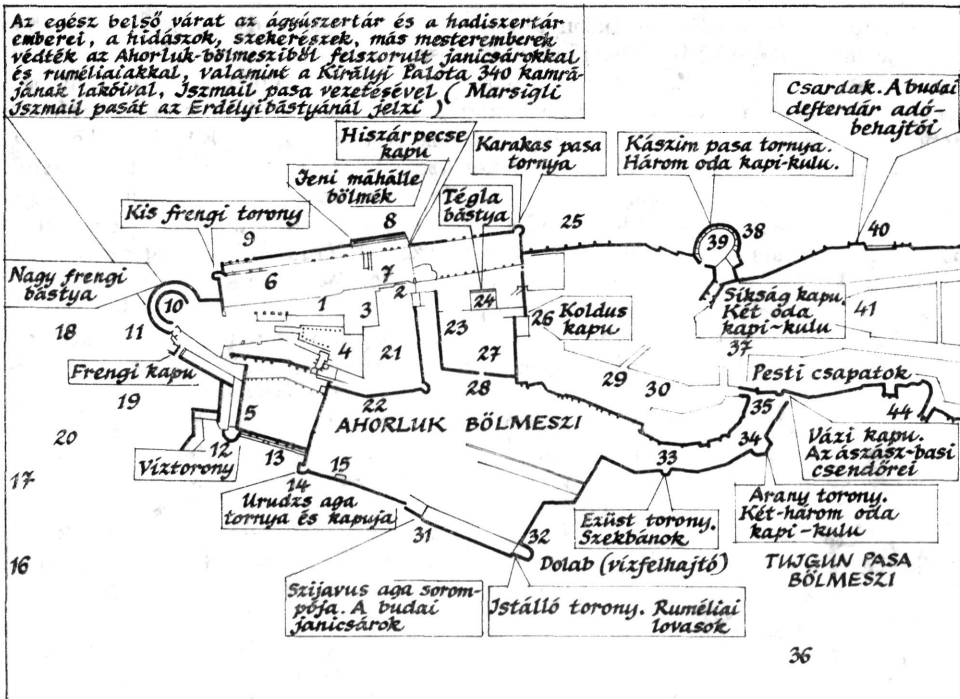 Az egész belső várat az ágyúszertár és a hadiszertár
emberei, a hidászok, szekerészek, más mesteremberek
védték az Ahorluk-bölmesziből felszorult janicsárokkal
és ruméliaiakkal, valamint a Királyi Palota 340 kamrá-
jának lakóival, Iszmail pasa vezetésével ( Marsigli
Iszmail pasát az Erdélyi bástyánál jelzi )
Csardak. A budai
defterdár adó-
behajtói
Hiszár pecse
kapu
Karakas pasa
tornya
Kászim pasa tornya.
Három oda kapi-kulu.
Jeni máhálle
bölmék
Tégla
bástya
Kis frengi torony
9
8
25
38
39
40
Nagy frengi
bástya
10
6
7
1
2
3
24
18
11
23
26
Koldus
kapu
Síkság kapu.
Két oda
kapi-kulu
41
4
21
27
37
Frengi kapu
28
29
30
Pesti csapatok
19
5
22
35
44
AHORLUK BÖLMESZI
20
12
13
33
34
Víztorony
Vázi kapu.
Az ászász-basi
csendőrei
17
14
15
Urudzs aga
tornya és kapuja
31
32
Ezüst torony.
Szekbánok
Arany torony.
Két-három oda
kapi-kulu
16
Dolab (vízfelhajtó)
TUJGUN PASA
BÖLMESZI
Szijavus aga sorom-
pója. A budai
janicsárok
Istálló torony. Ruméliai
lovasok
36